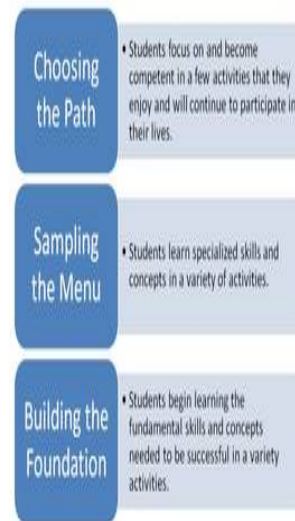 Choosing
the Path
• Students focus on and become
competent in a few activities that they
enjoy and will continue to participate in
their lives.
Sampling
the Menu
• Students learn specialized skills and
concepts in a variety of activities.
Building the
Foundation
• Students begin learning the
fundamental skills and concepts
needed to be successful in a variety
activities.